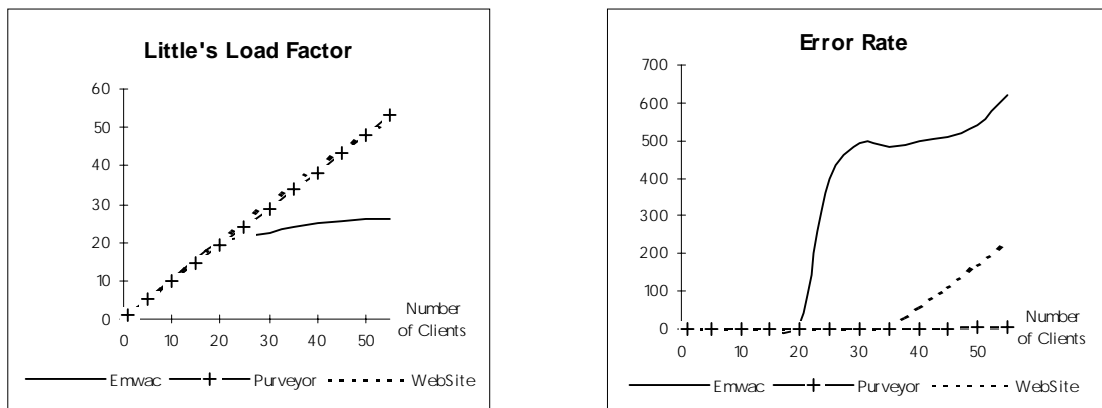 Little's Load Factor
60
50
40
30
20
10
0
0 10 20 30 40 50
Number
of Clients
Emwac Purveyor WebSite
Error Rate
700
600
500
400
300
200
100
0
0 10 20 30 40 50
Number
of Clients
Emwac Purveyor WebSite